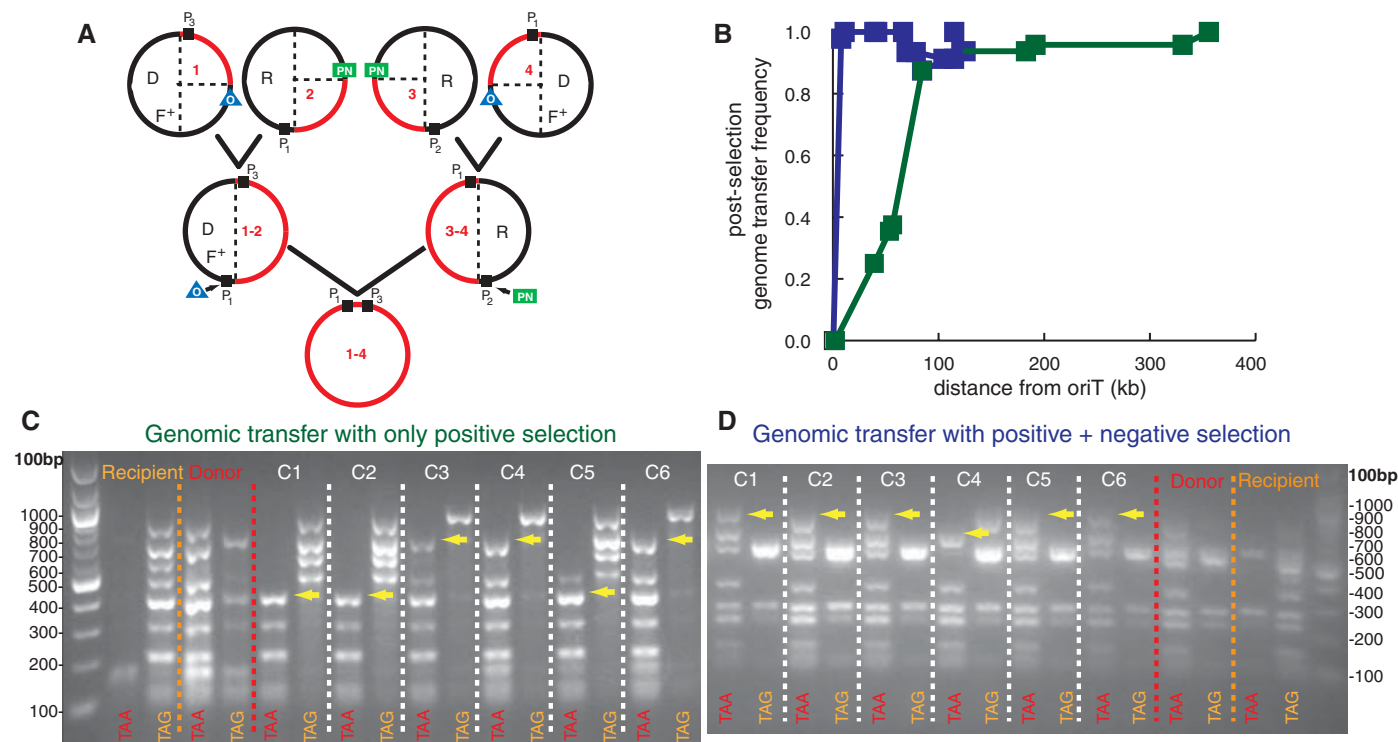 A
P3 P1
D 1 R PN PN R 4 D
2 3
O O
F+ F+
P1 P2
P3 P1
D 1-2 3-4 R
F+
O P1 P2 PN
P1 P3
1-4
B
post-selection
genome transfer frequency
1.0
0.8
0.6
0.4
0.2
0.0
0 100 200 300 400
distance from oriT (kb)
C
Genomic transfer with only positive selection
100bp Recipient Donor C1 C2 C3 C4 C5 C6
1000-
900-
800-
700-
600-
500-
400-
300-
200-
100-
TAA TAG TAA TAG TAA TAG TAA TAG TAA TAG TAA TAG TAA TAG TAA TAG
D
Genomic transfer with positive + negative selection
C1 C2 C3 C4 C5 C6 Donor Recipient 100bp
-1000
-900
-800
-700
-600
-500
-400
-300
-200
-100
TAA TAG TAA TAG TAA TAG TAA TAG TAA TAG TAA TAG TAA TAG TAA TAG